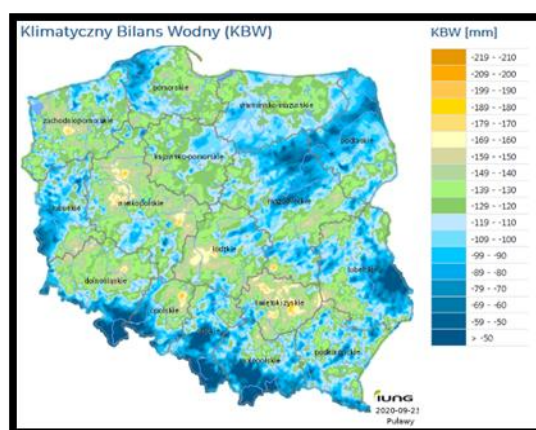 Klimatyczny Bilans Wodny (KBW)
KBW [mm]
pomorskie
warmińsko-mazurskie
zachodniopomorskie
podlaskie
kujawsko-pomorskie
mazowieckie
lubuskie
wielkopolskie
łódzkie
lubelskie
dolnośląskie
opolskie
świętokrzyskie
podkarpackie
-219 - -210
-209 - -200
-199 - -190
-189 - -180
-179 - -170
-169 - -160
-159 - -150
-149 - -140
-139 - -130
-129 - -120
-119 - -110
-109 - -100
-99 - -90
-89 - -80
-79 - -70
-69 - -60
-59 - -50
> -50
IUNG
2020-09-23
Puławy